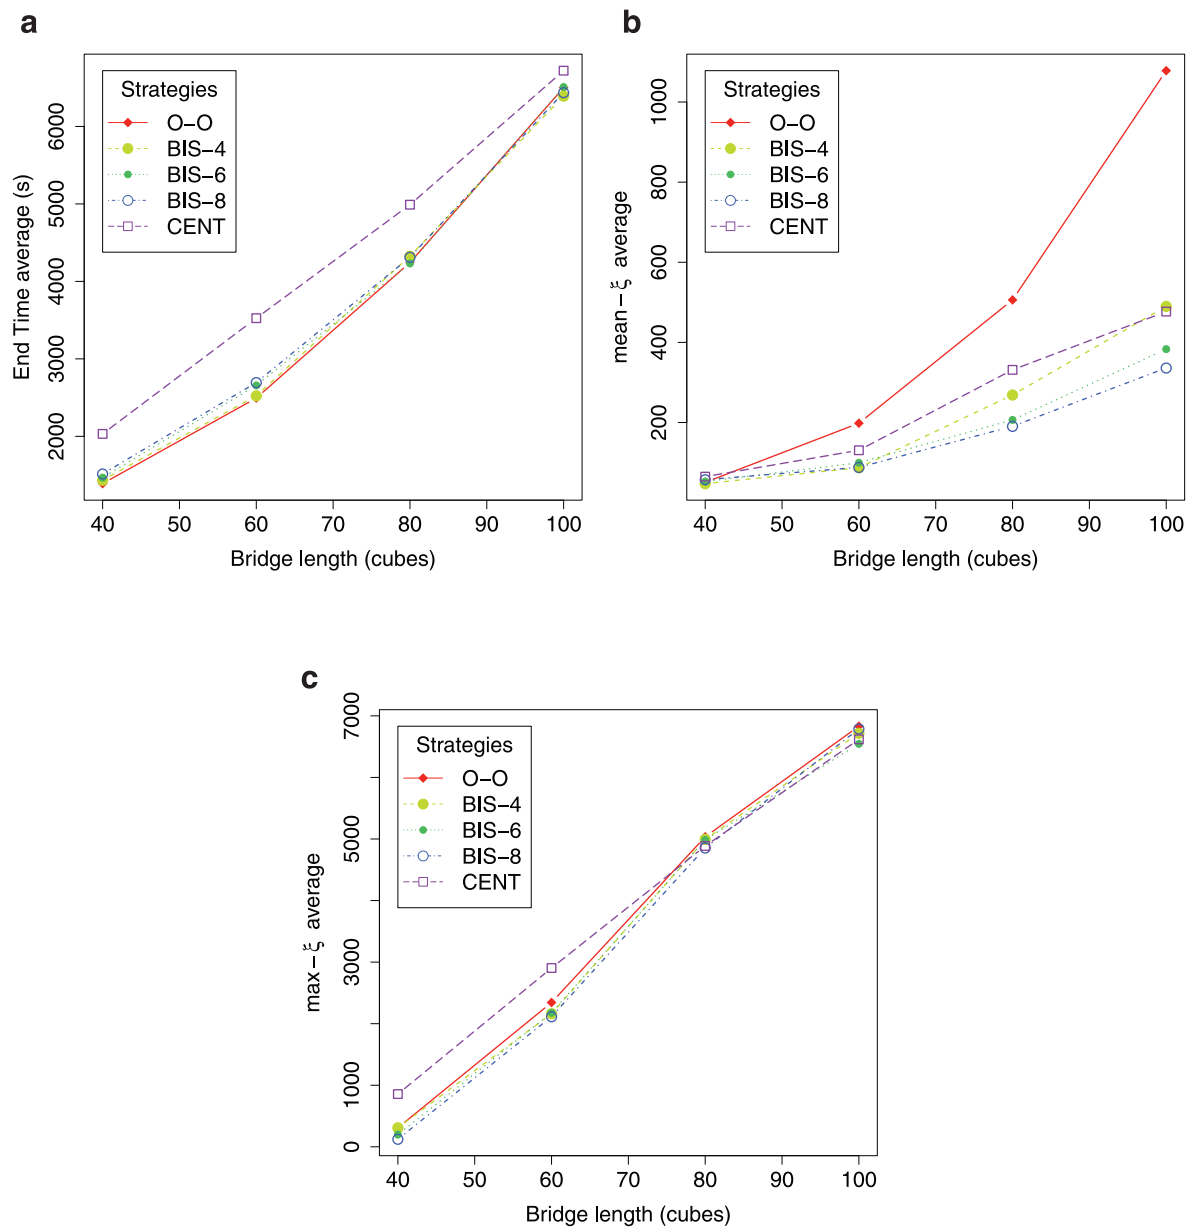 a
Strategies
O−O
BIS−4
BIS−6
BIS−8
CENT
End Time average (s)
2000
3000
4000
5000
6000
40 50 60 70 80 90 100
Bridge length (cubes)
b
Strategies
O−O
BIS−4
BIS−6
BIS−8
CENT
mean−ξ average
200
400
600
800
1000
40 50 60 70 80 90 100
Bridge length (cubes)
c
Strategies
O−O
BIS−4
BIS−6
BIS−8
CENT
max−ξ average
0
1000
3000
5000
7000
40 50 60 70 80 90 100
Bridge length (cubes)